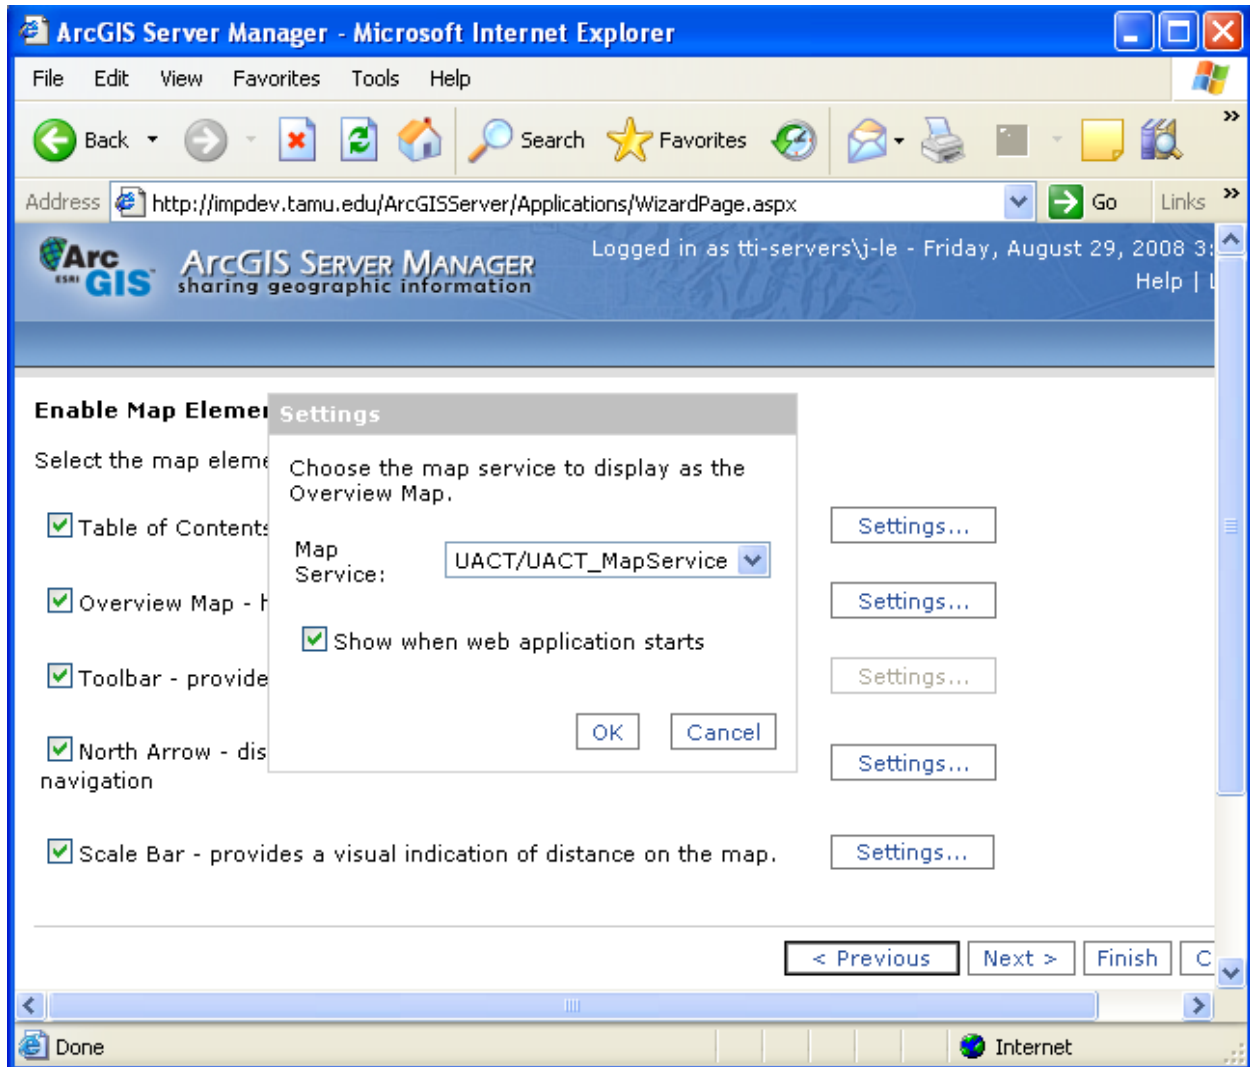 ArcGIS Server Manager - Microsoft Internet Explorer
File Edit View Favorites Tools Help
Back Search Favorites »
Address http://impdev.tamu.edu/ArcGISServer/Applications/WizardPage.aspx Go Links »
Arc
ESRI GIS
ArcGIS Server Manager
sharing geographic information
Logged in as tti-servers\j-le - Friday, August 29, 2008 3:
Help |
Enable Map Elemen
Select the map eleme
Settings
Choose the map service to display as the
Overview Map.
Map
Service:
UACT/UACT_MapService
Show when web application starts
OK Cancel
Table of Contents Settings...
Overview Map - h Settings...
Toolbar - provide Settings...
North Arrow - dis
navigation
Settings...
Scale Bar - provides a visual indication of distance on the map. Settings...
< Previous Next > Finish C
Done Internet